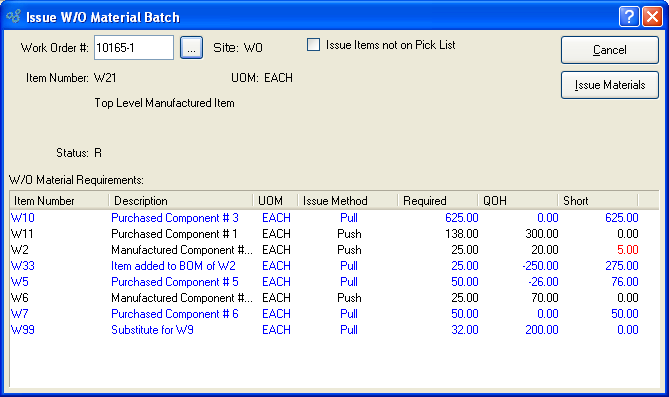 Issue W/O Material Batch
Work Order #: 10165-1 ... Site: WO Issue Items not on Pick List Cancel
Item Number: W21 UOM: EACH Issue Materials
Top Level Manufactured Item
Status: R
W/O Material Requirements:
Item Number Description UOM Issue Method Required QOH Short
W10 Purchased Component # 3 EACH Pull 625.00 0.00 625.00
W11 Purchased Component # 1 EACH Push 138.00 300.00 0.00
W2 Manufactured Component #... EACH Push 25.00 20.00 5.00
W33 Item added to BOM of W2 EACH Pull 25.00 -250.00 275.00
W5 Purchased Component # 5 EACH Pull 50.00 -26.00 76.00
W6 Manufactured Component #... EACH Push 25.00 70.00 0.00
W7 Purchased Component # 6 EACH Pull 50.00 0.00 50.00
W99 Substitute for W9 EACH Pull 32.00 200.00 0.00